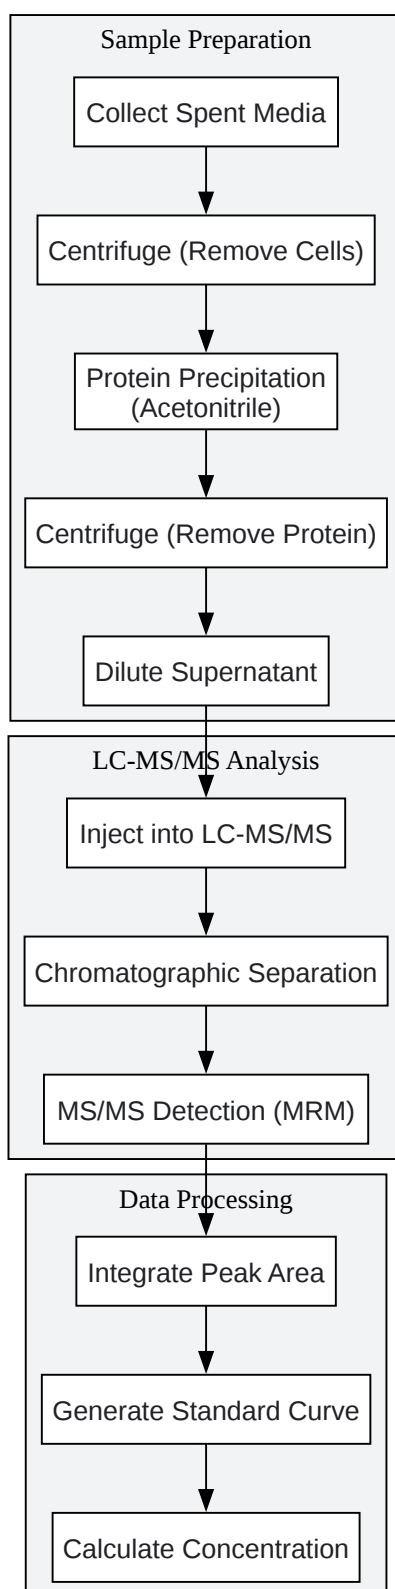 Sample Preparation
Collect Spent Media
Centrifuge (Remove Cells)
Protein Precipitation
(Acetonitrile)
Centrifuge (Remove Protein)
Dilute Supernatant
LC-MS/MS Analysis
Inject into LC-MS/MS
Chromatographic Separation
MS/MS Detection (MRM)
Data Processing
Integrate Peak Area
Generate Standard Curve
Calculate Concentration